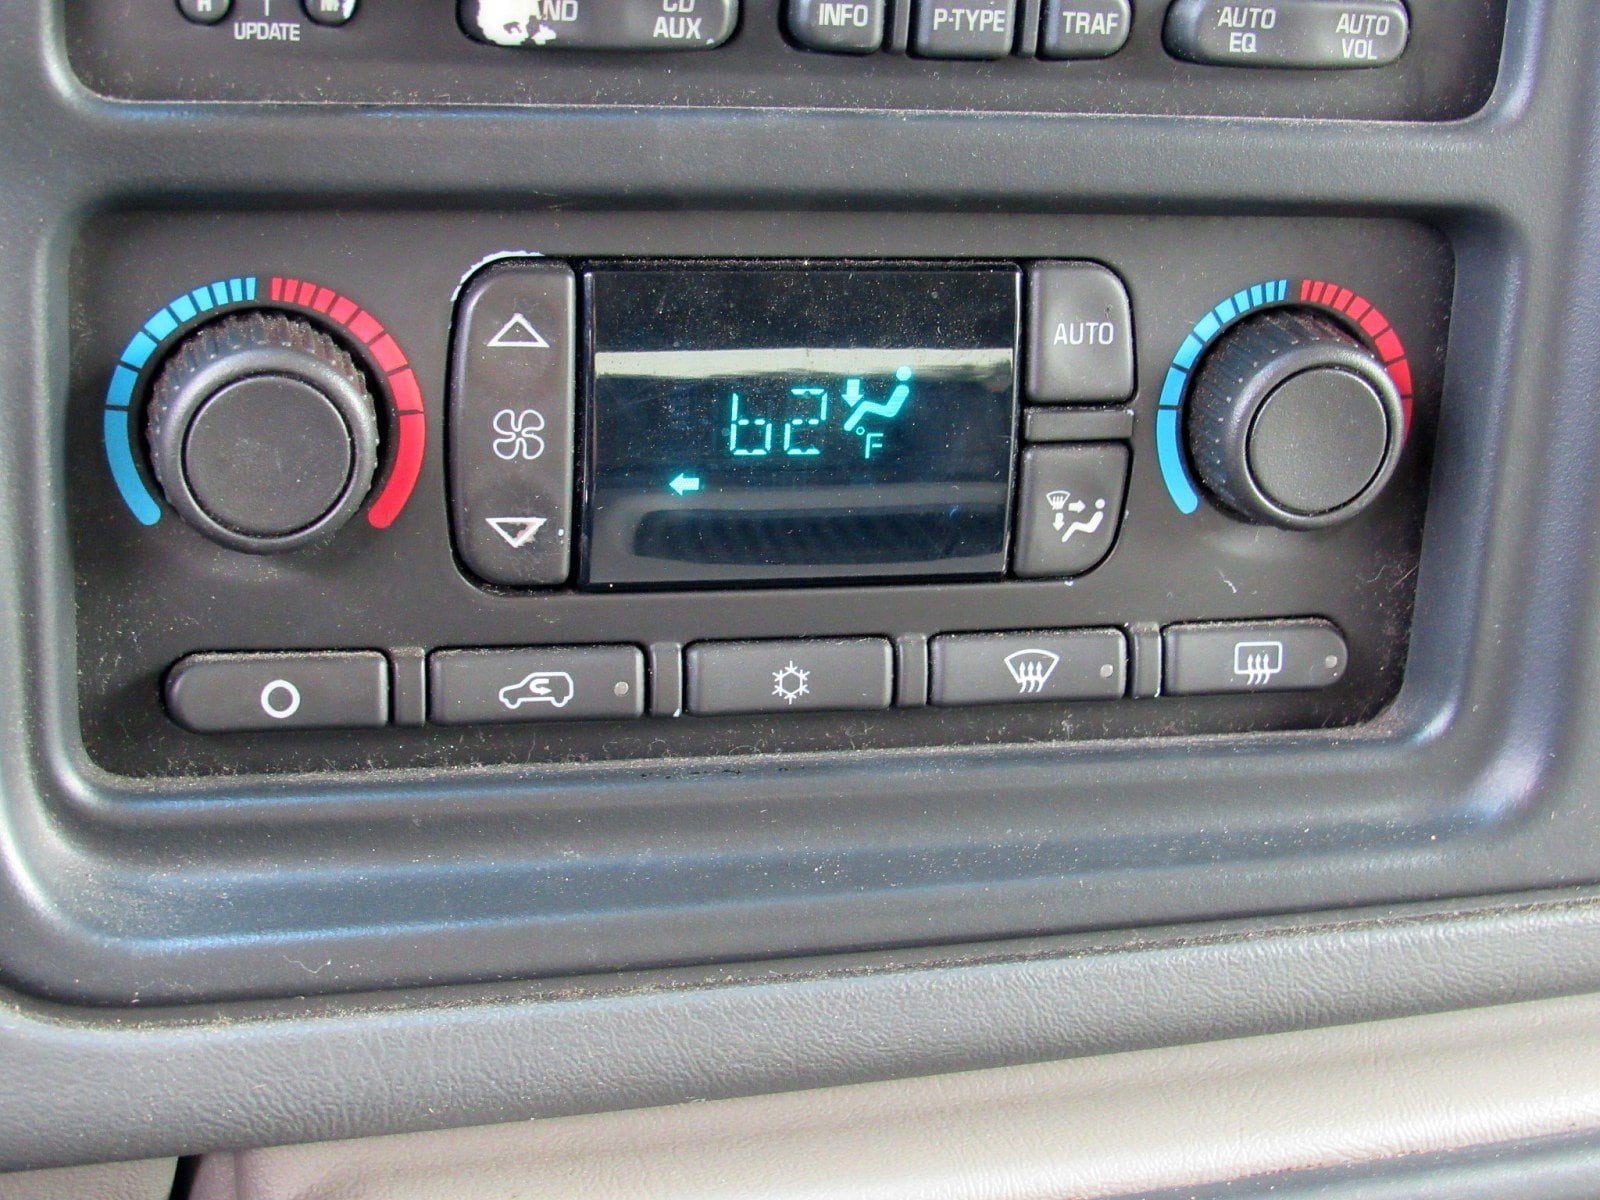 UPDATE
CD
AUX
INFO
P-TYPE
TRAF
AUTO
EQ
AUTO
VOL
AUTO
62
°F